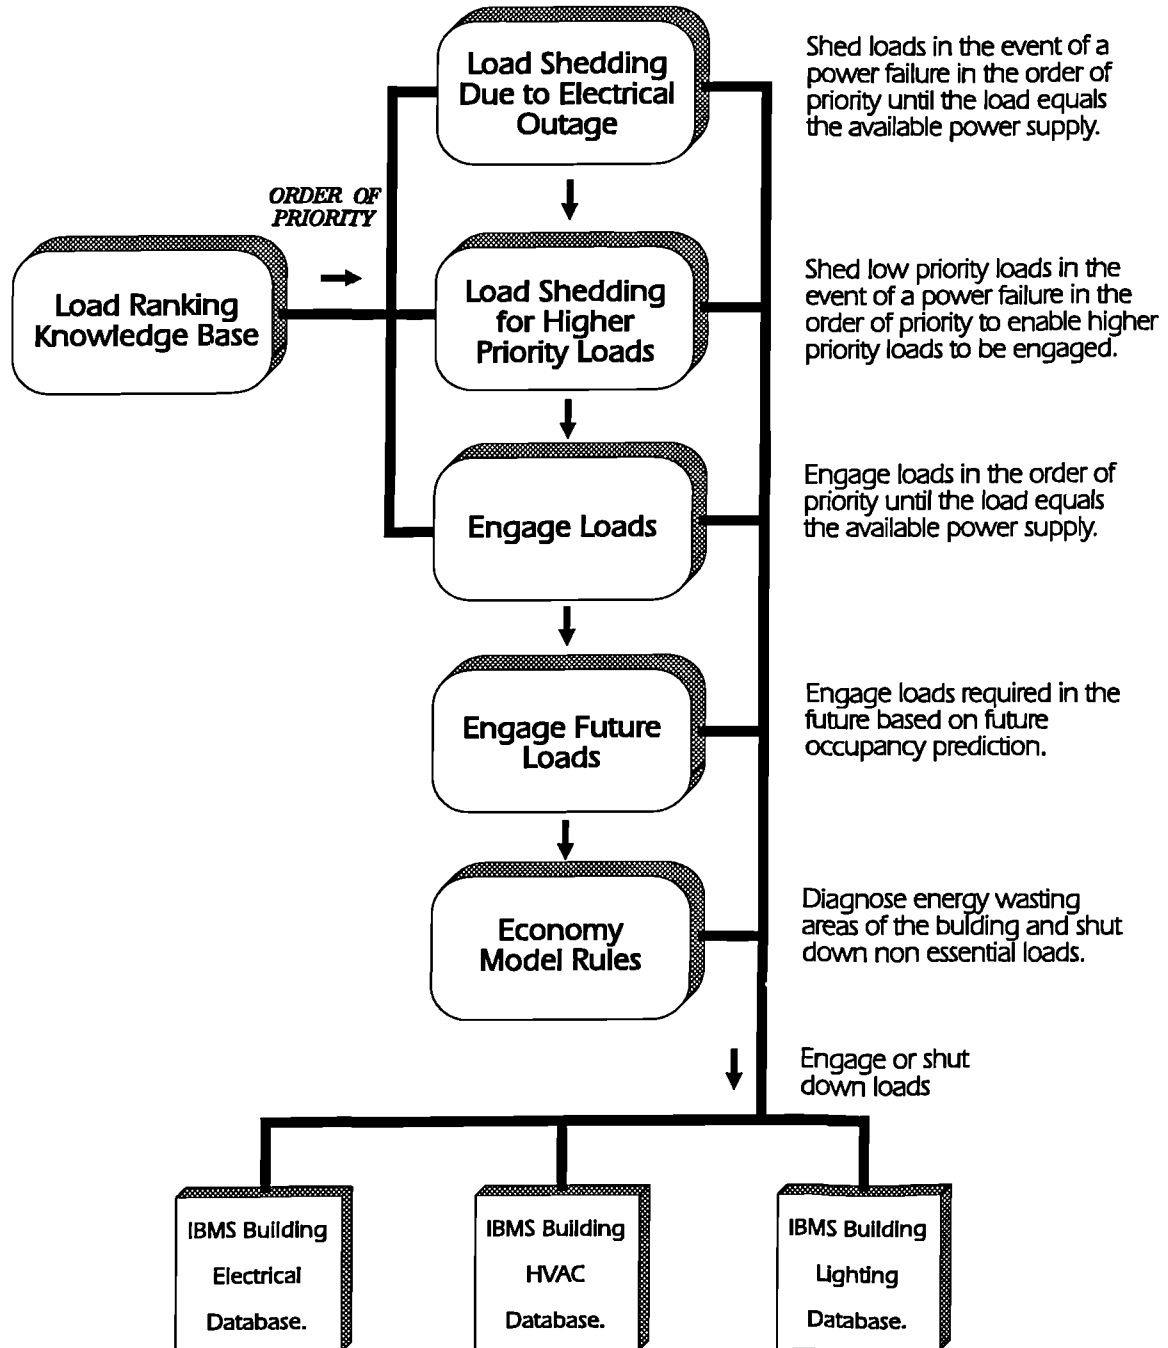 Load Shedding
Due to Electrical
Outage
Shed loads in the event of a
power failure in the order of
priority until the load equals
the available power supply.
ORDER OF
PRIORITY
Load Ranking
Knowledge Base
Load Shedding
for Higher
Priority Loads
Shed low priority loads in the
event of a power failure in the
order of priority to enable higher
priority loads to be engaged.
Engage Loads
Engage loads in the order of
priority until the load equals
the available power supply.
Engage Future
Loads
Engage loads required in the
future based on future
occupancy prediction.
Economy
Model Rules
Diagnose energy wasting
areas of the bulding and shut
down non essential loads.
Engage or shut
down loads
IBMS Building
Electrical
Database.
IBMS Building
HVAC
Database.
IBMS Building
Lighting
Database.